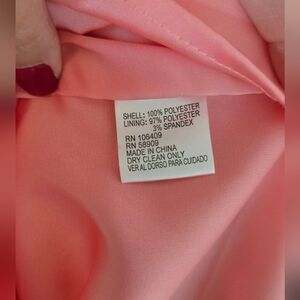 SHELL: 100% POLYESTER
LINING: 97% POLYESTER
3% SPANDEX
RN 106409
RN 58909
MADE IN CHINA
DRY CLEAN ONLY
VER AL DORSO PARA CUIDADO